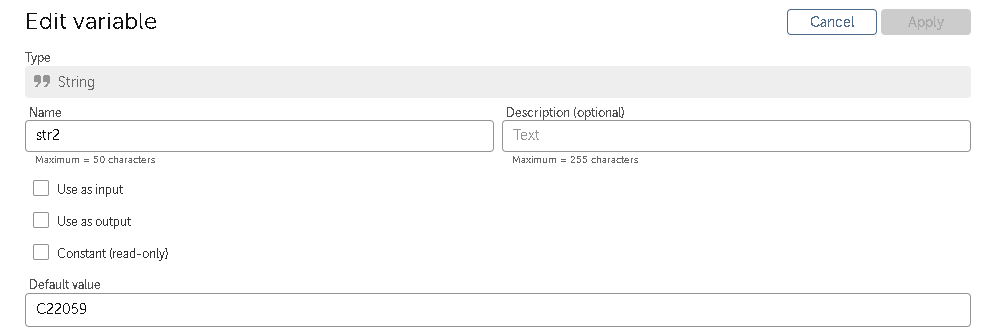 Edit variable
Cancel
Apply
Type
String
Name
Description (optional)
str2
Text
Maximum = 50 characters
Maximum = 255 characters
Use as input
Use as output
Constant (read-only)
Default value
C22059